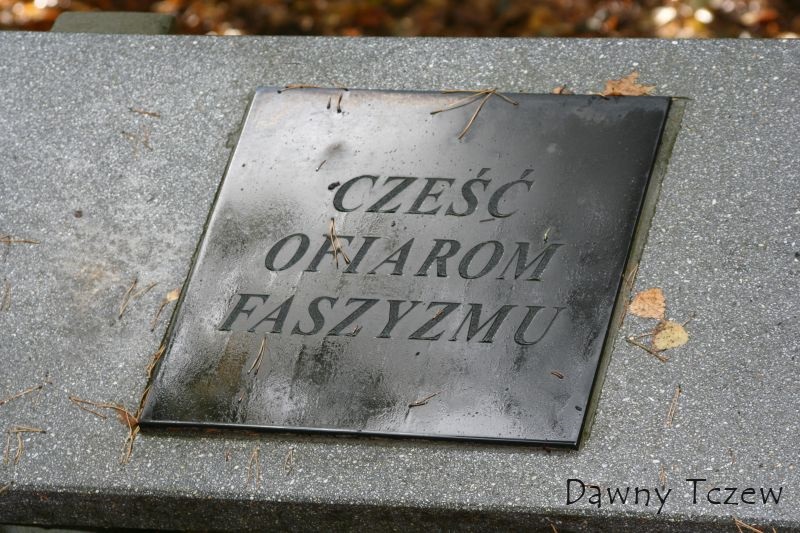 CZEŚĆ
OFIAROM
FASZYZMU
Dawny Tczew